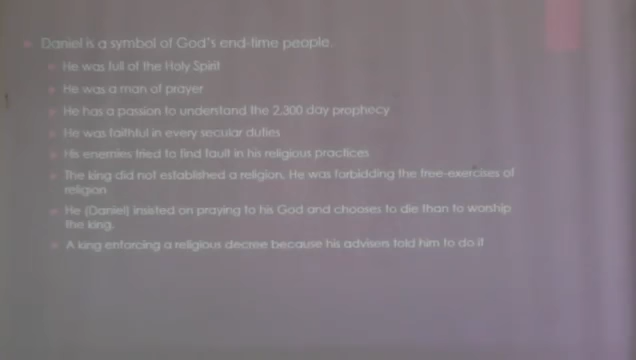 Daniel is a symbol of God's end-time people.
He was full of the Holy Spirit
He was a man of prayer
He has a passion to understand the 2,300 day prophecy
He was faithful in every secular duties
His enemies tried to find fault in his religious practices
The king did not established a religion. He was forbidding the free-exercises of
religion
He (Daniel) insisted on praying to his God and chooses to die than to worship
the king.
A king enforcing a religious decree because his advisers told him to do it